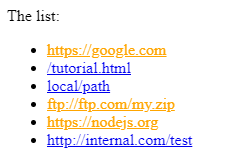 The list:
https://google.com
/tutorial.html
local/path
ftp://ftp.com/my.zip
https://nodejs.org
http://internal.com/test